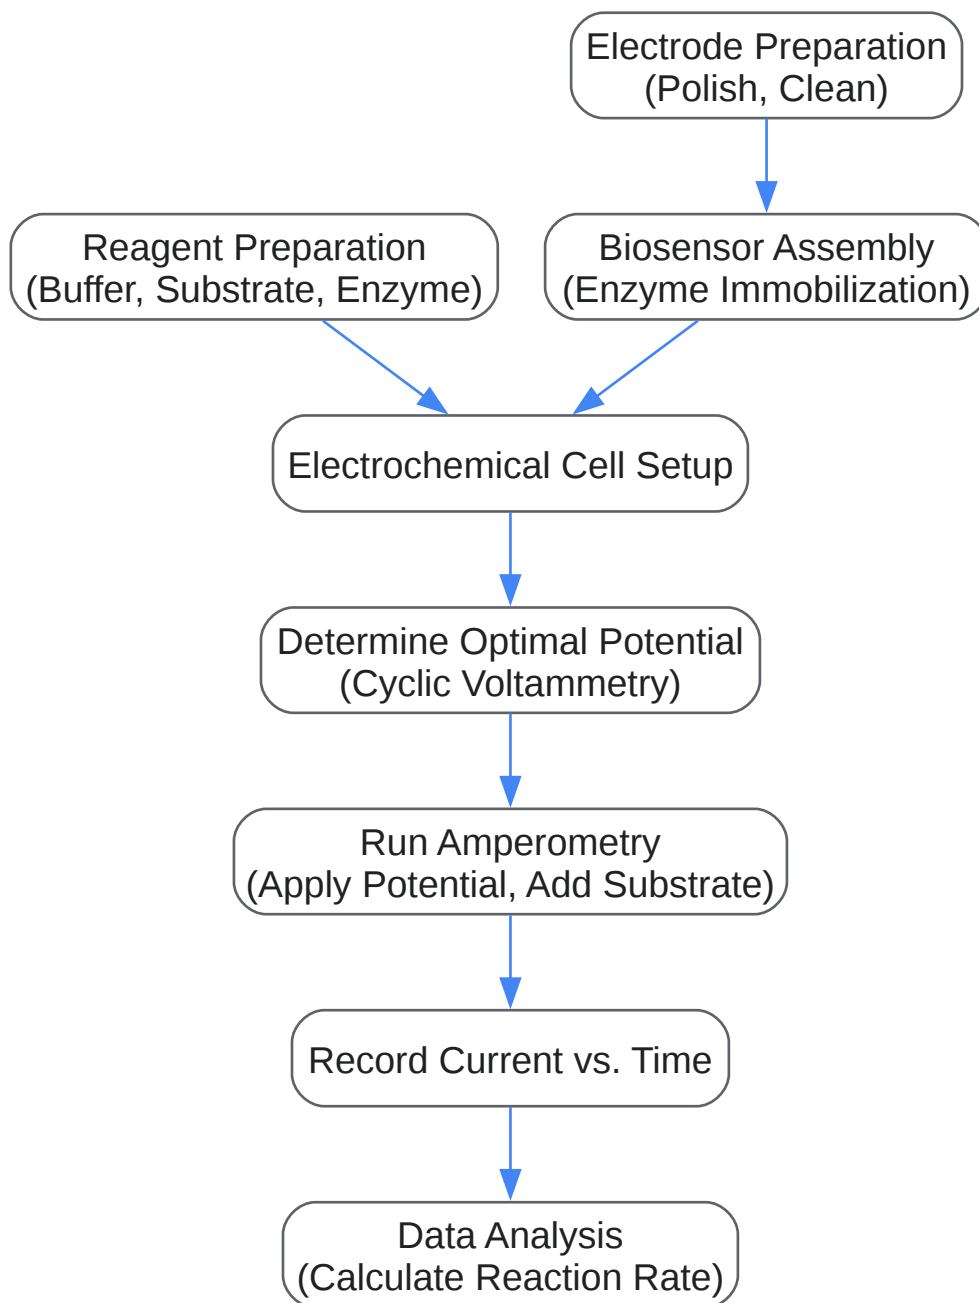 Electrode Preparation
(Polish, Clean)
Reagent Preparation
(Buffer, Substrate, Enzyme)
Biosensor Assembly
(Enzyme Immobilization)
Electrochemical Cell Setup
Determine Optimal Potential
(Cyclic Voltammetry)
Run Amperometry
(Apply Potential, Add Substrate)
Record Current vs. Time
Data Analysis
(Calculate Reaction Rate)